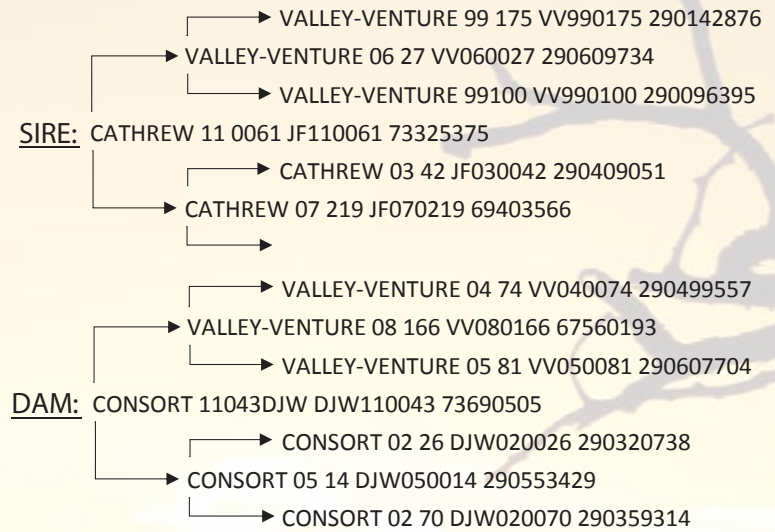 VALLEY-VENTURE 99 175 VV990175 290142876
VALLEY-VENTURE 06 27 VV060027 290609734
VALLEY-VENTURE 99100 VV990100 290096395
SIRE: CATHREW 11 0061 JF110061 73325375
CATHREW 03 42 JF030042 290409051
CATHREW 07 219 JF070219 69403566
VALLEY-VENTURE 04 74 VV040074 290499557
VALLEY-VENTURE 08 166 VV080166 67560193
VALLEY-VENTURE 05 81 VV050081 290607704
DAM: CONSORT 11043DJW DJW110043 73690505
CONSORT 02 26 DJW020026 290320738
CONSORT 05 14 DJW050014 290553429
CONSORT 02 70 DJW020070 290359314